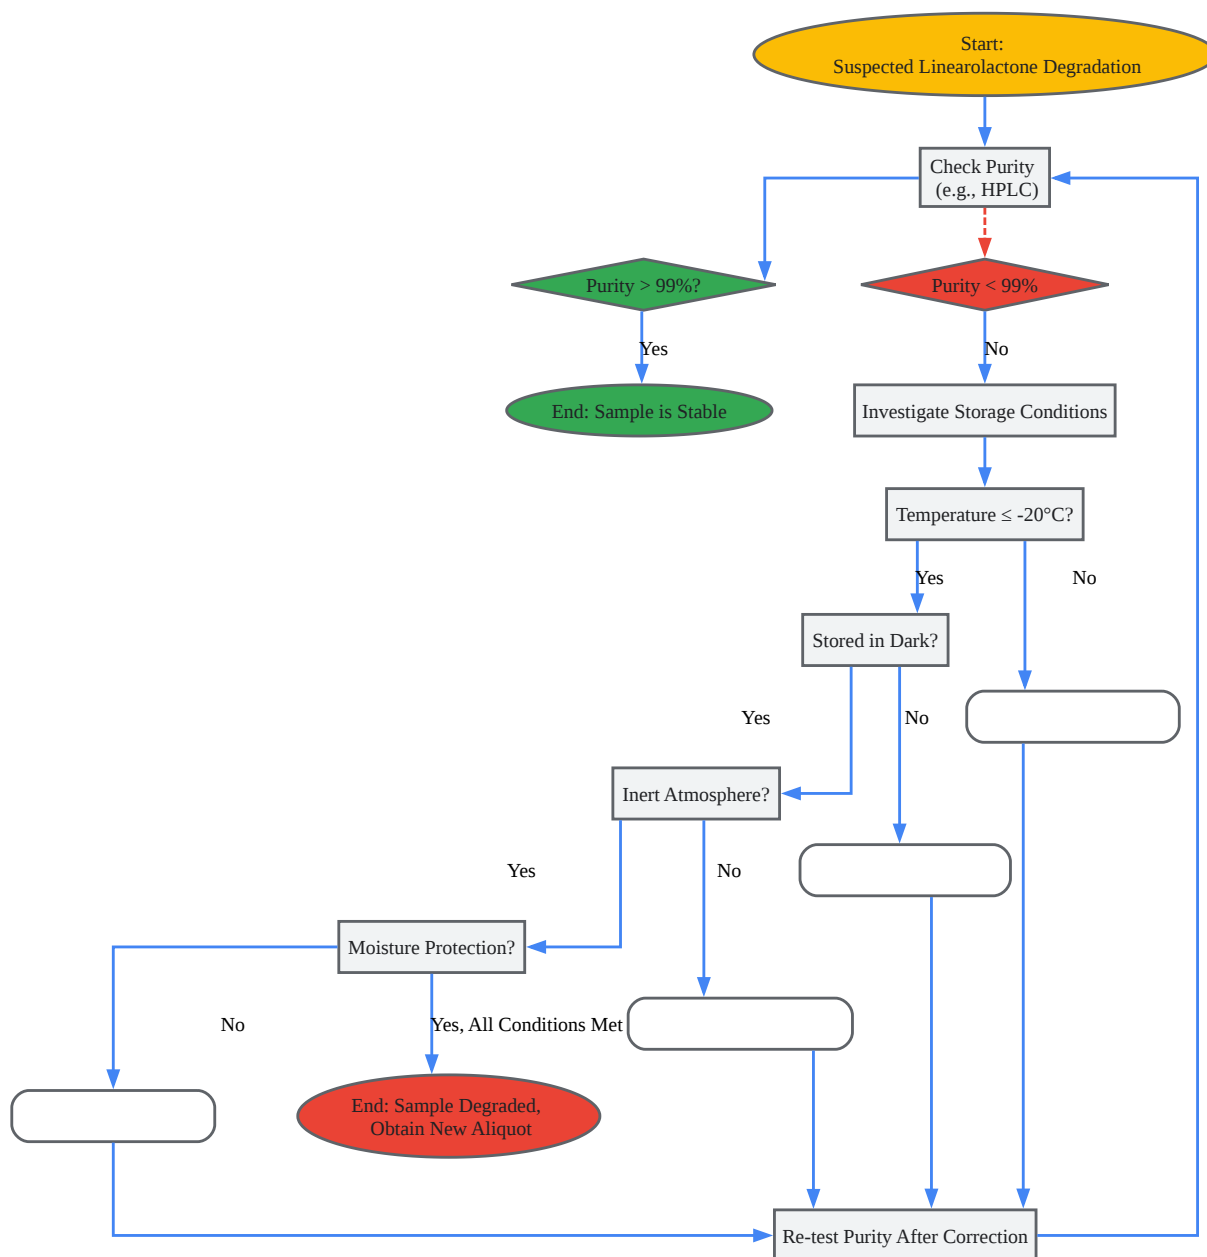 Start:
Suspected Linearolactone Degradation
Check Purity
(e.g., HPLC)
Purity > 99%?
Purity < 99%
Yes
No
End: Sample is Stable
Investigate Storage Conditions
Temperature ≤ -20°C?
Yes
No
Stored in Dark?
Yes
No
Inert Atmosphere?
Yes
No
Moisture Protection?
No
Yes, All Conditions Met
End: Sample Degraded,
Obtain New Aliquot
Re-test Purity After Correction